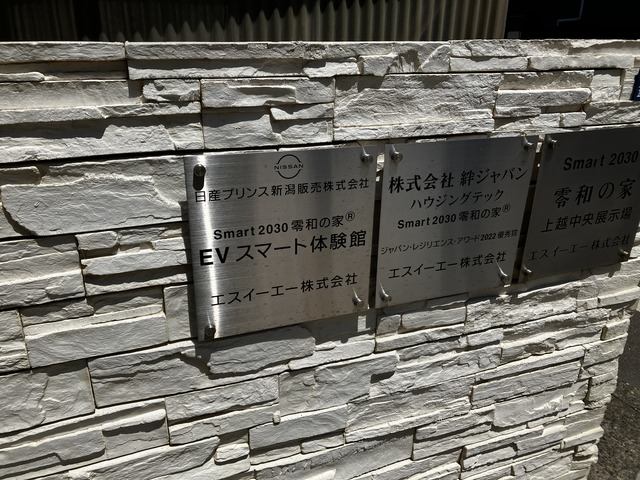 NISSAN
日産プリンス新潟販売株式会社
Smart 2030 零和の家®
EVスマート体験館
エスイーエー株式会社
株式会社 絆ジャパン
ハウジングテック
Smart 2030 零和の家®
ジャパン・レジリエンス・アワード2022 優秀賞
エスイーエー株式会社
Smart 2030
零和の家
上越中央展示場
エスイーエー株式会社